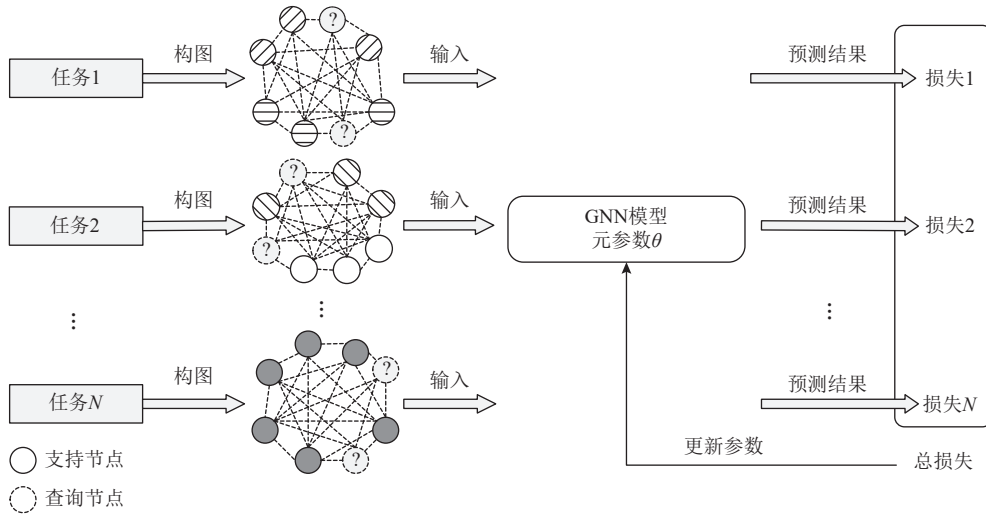 任务1
构图
?
?
输入
预测结果
损失1
任务2
构图
?
?
输入
GNN模型
元参数θ
预测结果
损失2
⋮
⋮
⋮
任务N
构图
?
?
输入
预测结果
损失N
支持节点
查询节点
更新参数
总损失